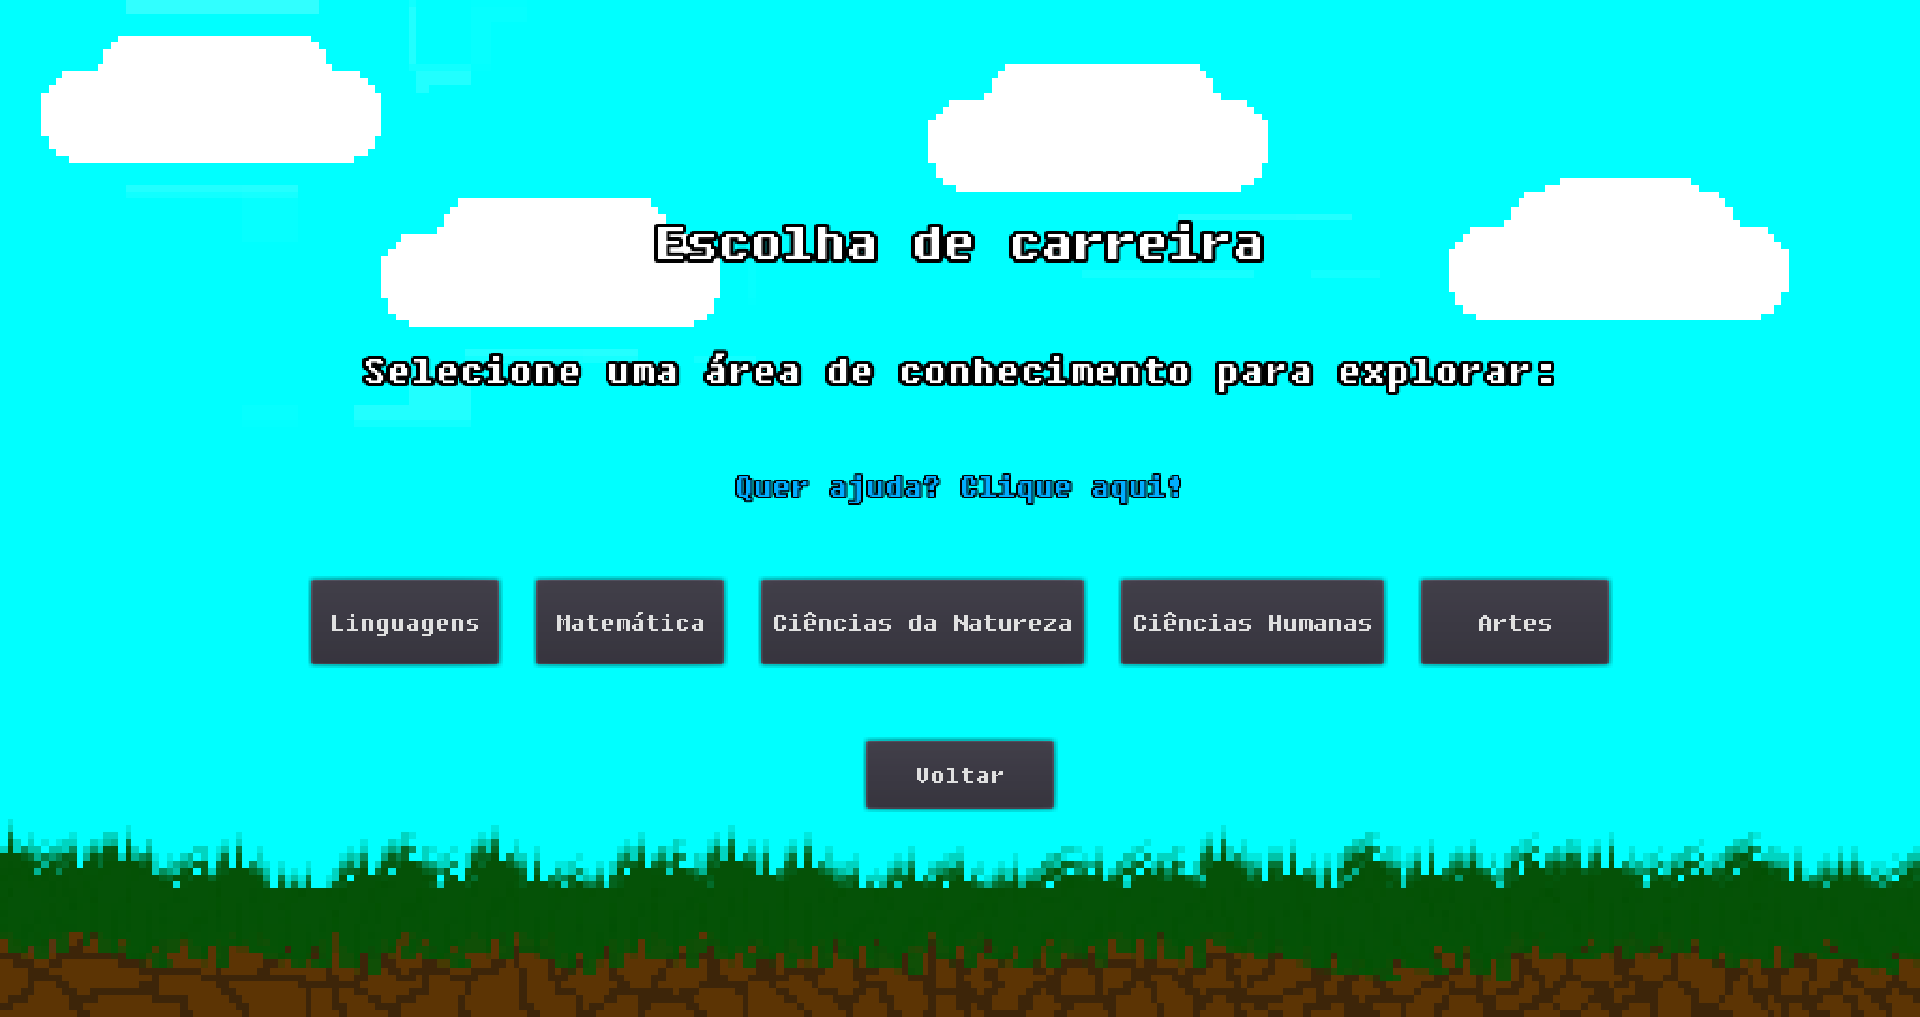 Escolha de carreira
Selecione uma área de conhecimento para explorar:
Quer ajuda? Clique aqui!
Linguagens
Matemática
Ciências da Natureza
Ciências Humanas
Artes
Voltar